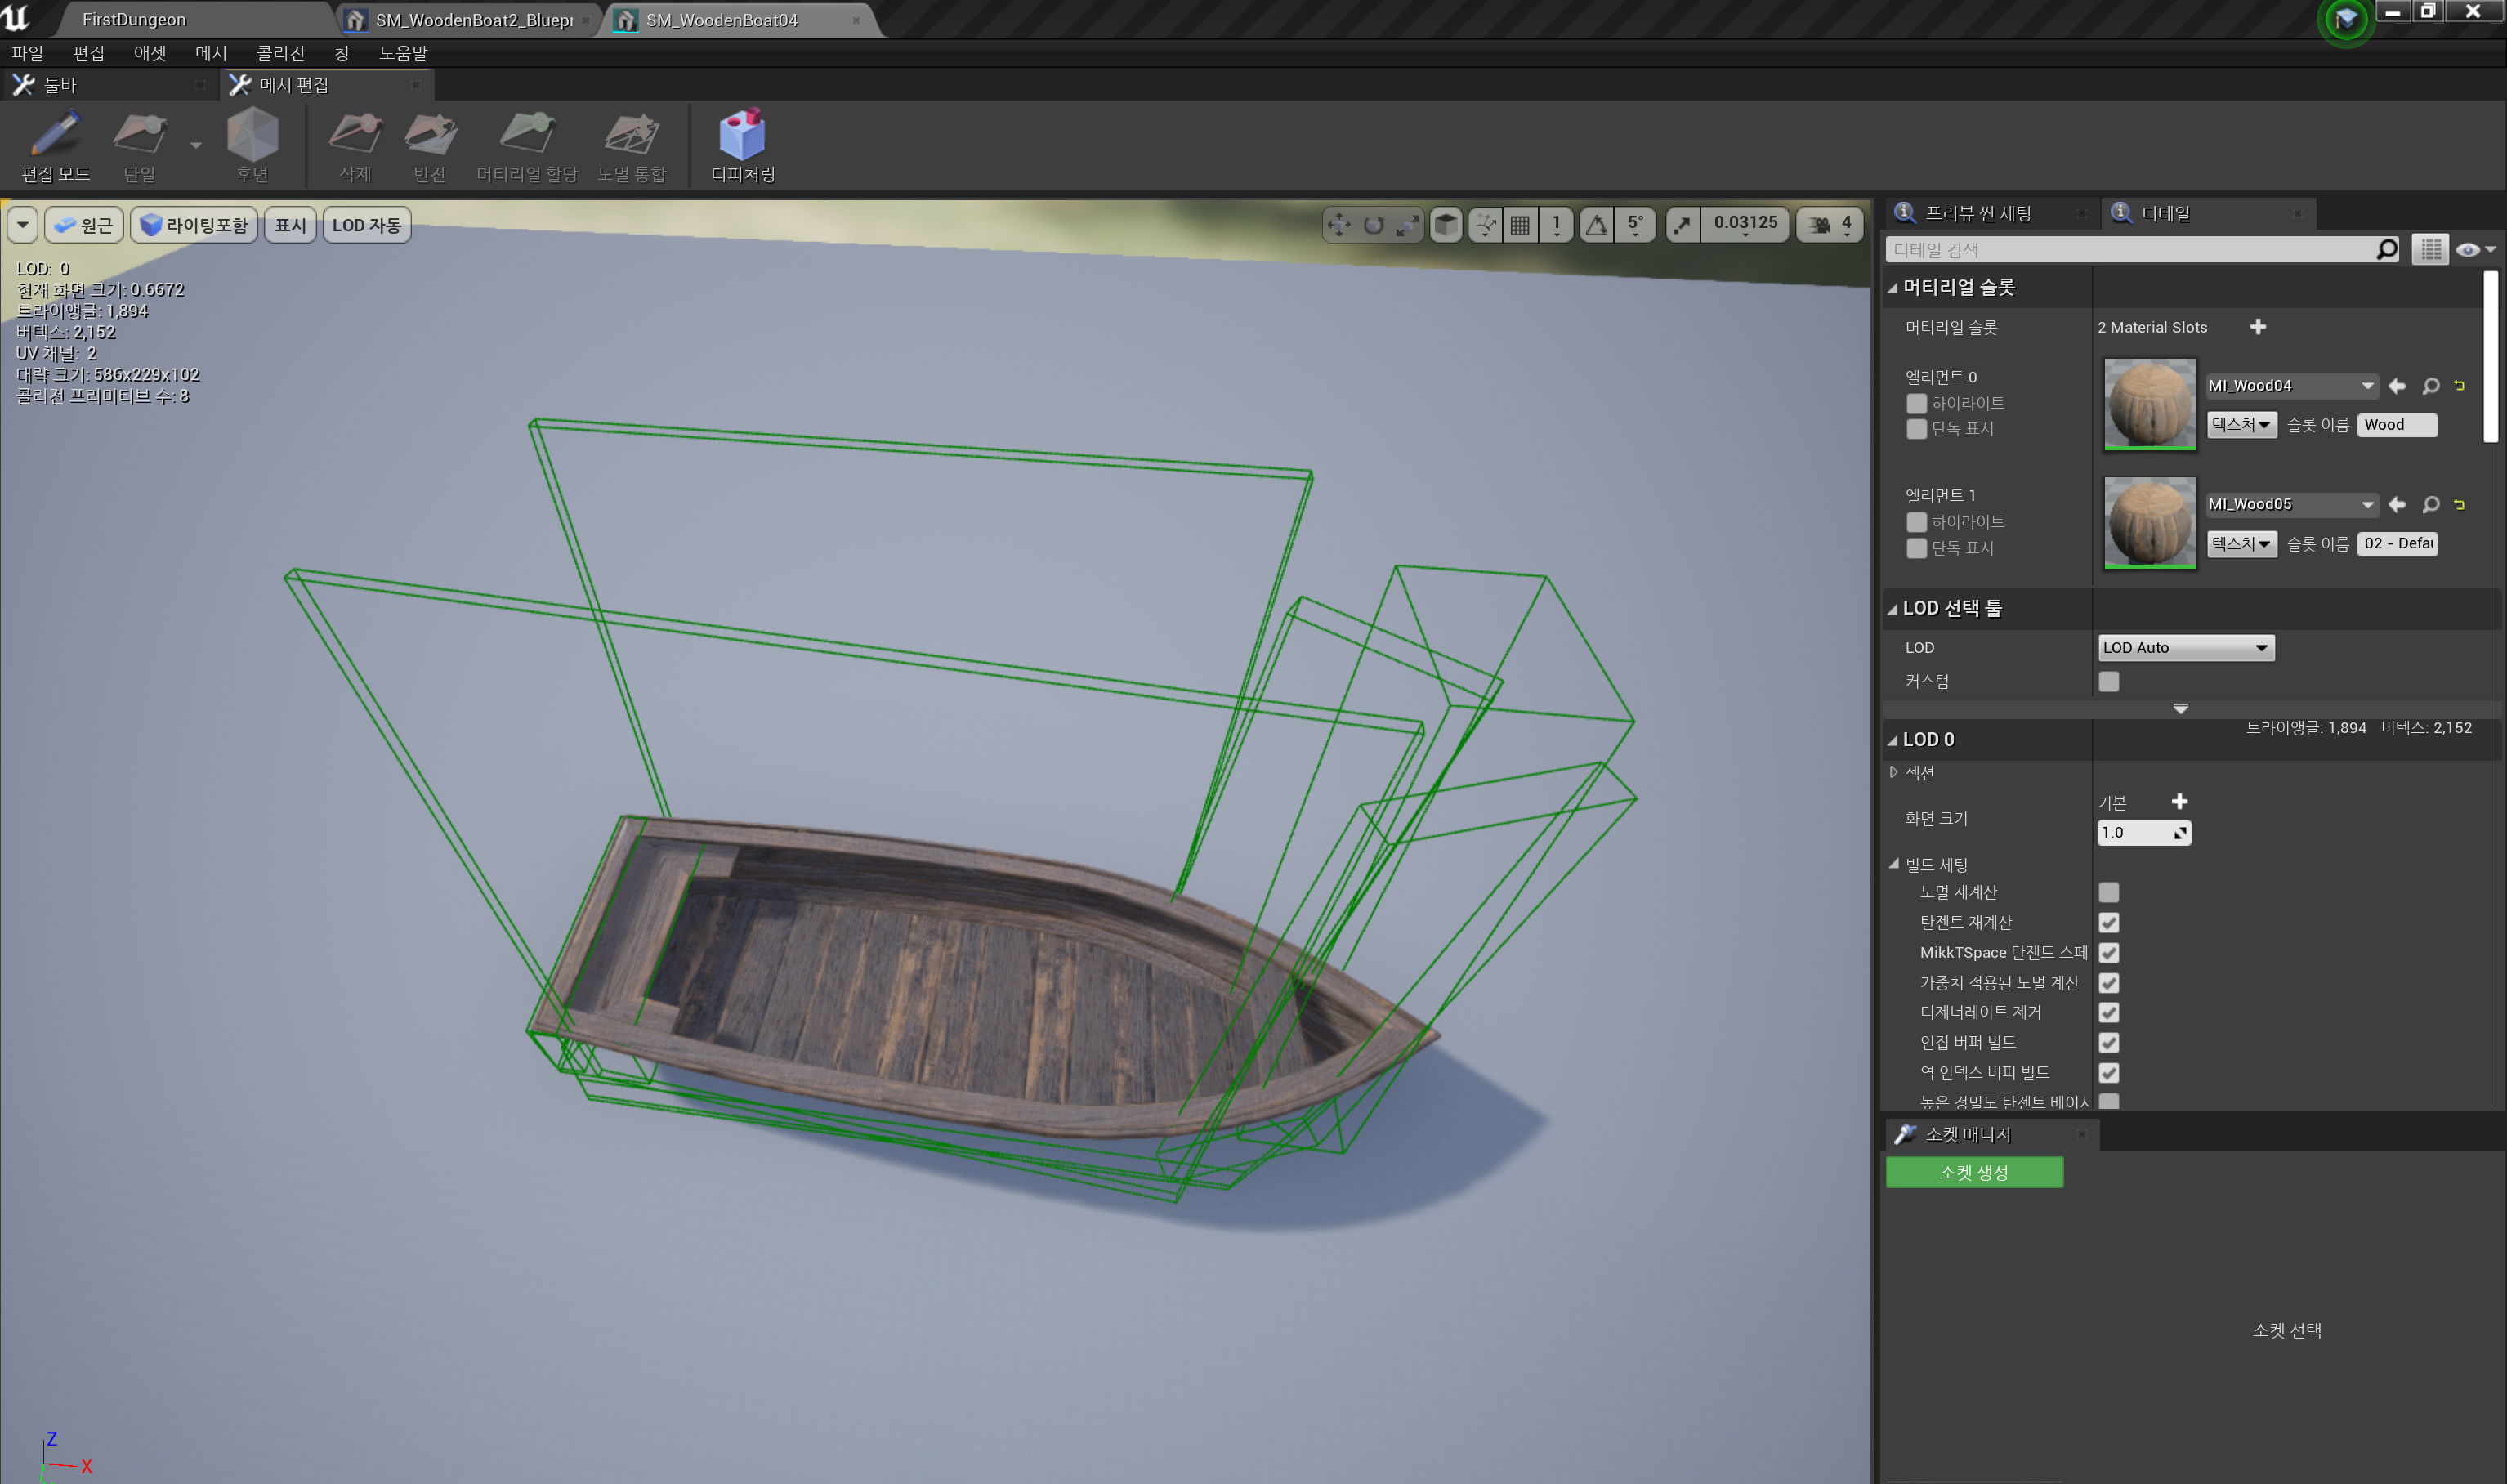 FirstDungeon
SM_WoodenBoat2_Bluepr
SM_WoodenBoat04
파일 편집 애셋 메시 콜리전 창 도움말
툴바
메시 편집
편집 모드 단일 후면 삭제 반전 머티리얼 할당 노멀 통합 디피처링
원근 라이팅포함 표시 LOD 자동
1 5° 0.03125 4
LOD: 0
현재 화면 크기: 0.6672
트라이앵글: 1,894
버텍스: 2,152
UV 채널: 2
대략 크기: 586x229x102
콜리전 프리미티브 수: 8
Z
X
프리뷰 씬 세팅
디테일
디테일 검색
머티리얼 슬롯
머티리얼 슬롯 2 Material Slots
엘리먼트 0
하이라이트
단독 표시
MI_Wood04
텍스처 슬롯 이름 Wood
엘리먼트 1
하이라이트
단독 표시
MI_Wood05
텍스처 슬롯 이름 02 - Defau
LOD 선택 툴
LOD LOD Auto
커스텀
LOD 0
트라이앵글: 1,894 버텍스: 2,152
섹션
화면 크기
기본
1.0
빌드 세팅
노멀 재계산
탄젠트 재계산
MikkTSpace 탄젠트 스페
가중치 적용된 노멀 계산
디제너레이트 제거
인접 버퍼 빌드
역 인덱스 버퍼 빌드
높은 정밀도 탄젠트 베이시
소켓 매니저
소켓 생성
소켓 선택